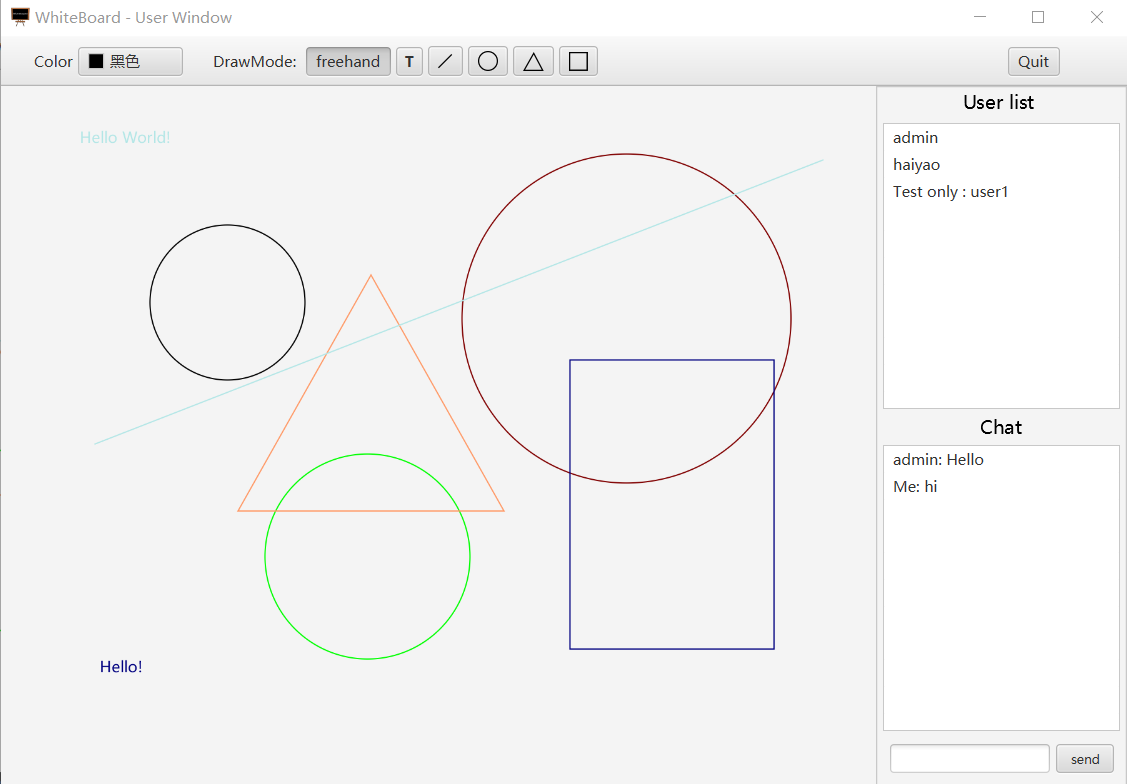 WhiteBoard - User Window
Color 黑色 DrawMode: freehand T Quit
Hello World!
Hello!
User list
admin
haiyao
Test only : user1
Chat
admin: Hello
Me: hi
send